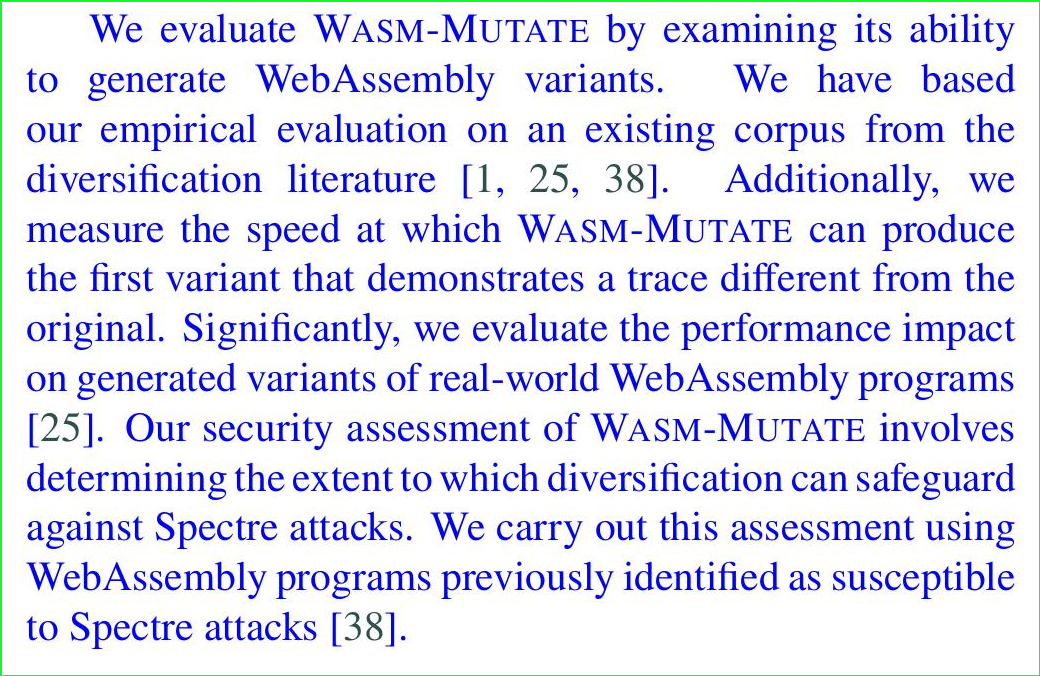 We evaluate WASM-MUTATE by examining its ability
to generate WebAssembly variants. We have based
our empirical evaluation on an existing corpus from the
diversification literature [1, 25, 38]. Additionally, we
measure the speed at which WASM-MUTATE can produce
the first variant that demonstrates a trace different from the
original. Significantly, we evaluate the performance impact
on generated variants of real-world WebAssembly programs
[25]. Our security assessment of WASM-MUTATE involves
determining the extent to which diversification can safeguard
against Spectre attacks. We carry out this assessment using
WebAssembly programs previously identified as susceptible
to Spectre attacks [38].